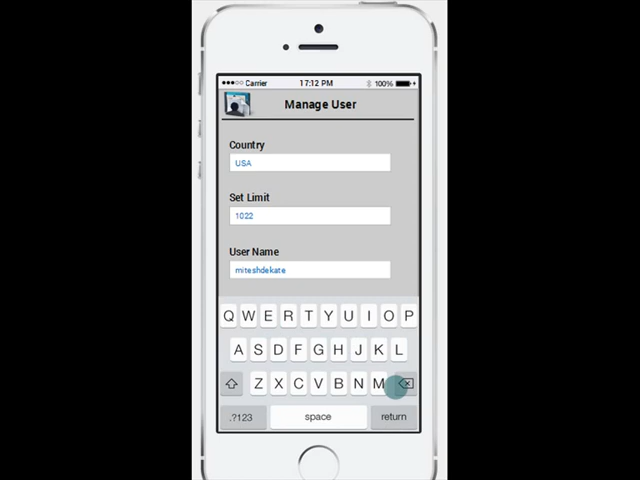 Carrier 17:12 PM 100%
Manage User
Country
USA
Set Limit
1022
User Name
miteshdekate
Q W E R T Y U I O P
A S D F G H J K L
Z X C V B N M
.?123 space return